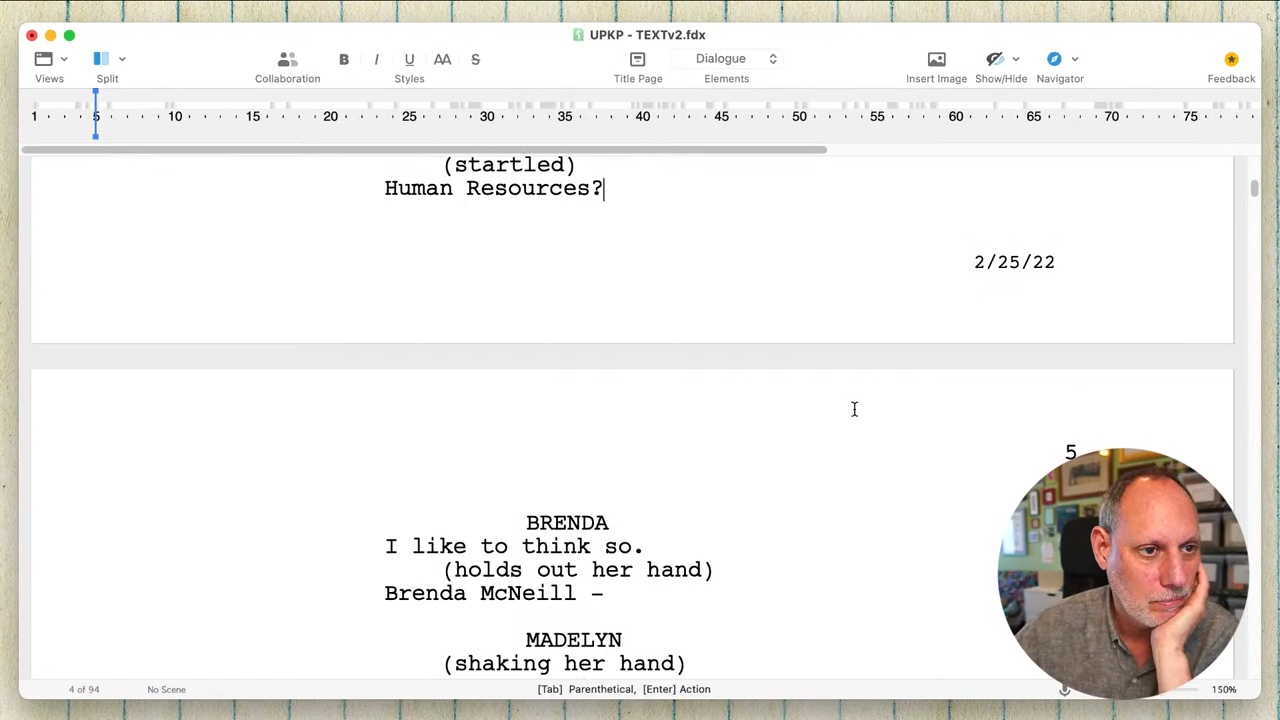 UPKP - TEXTv2.fdx
Views
Split
Collaboration
B I U AA S
Styles
Title Page
Dialogue
Elements
Insert Image
Show/Hide
Navigator
Feedback
1 5 10 15 20 25 30 35 40 45 50 55 60 65 70 75
(startled)
Human Resources?
2/25/22
5
BRENDA
I like to think so.
(holds out her hand)
Brenda McNeill –
MADELYN
(shaking her hand)
4 of 94
No Scene
[Tab] Parenthetical, [Enter] Action
150%